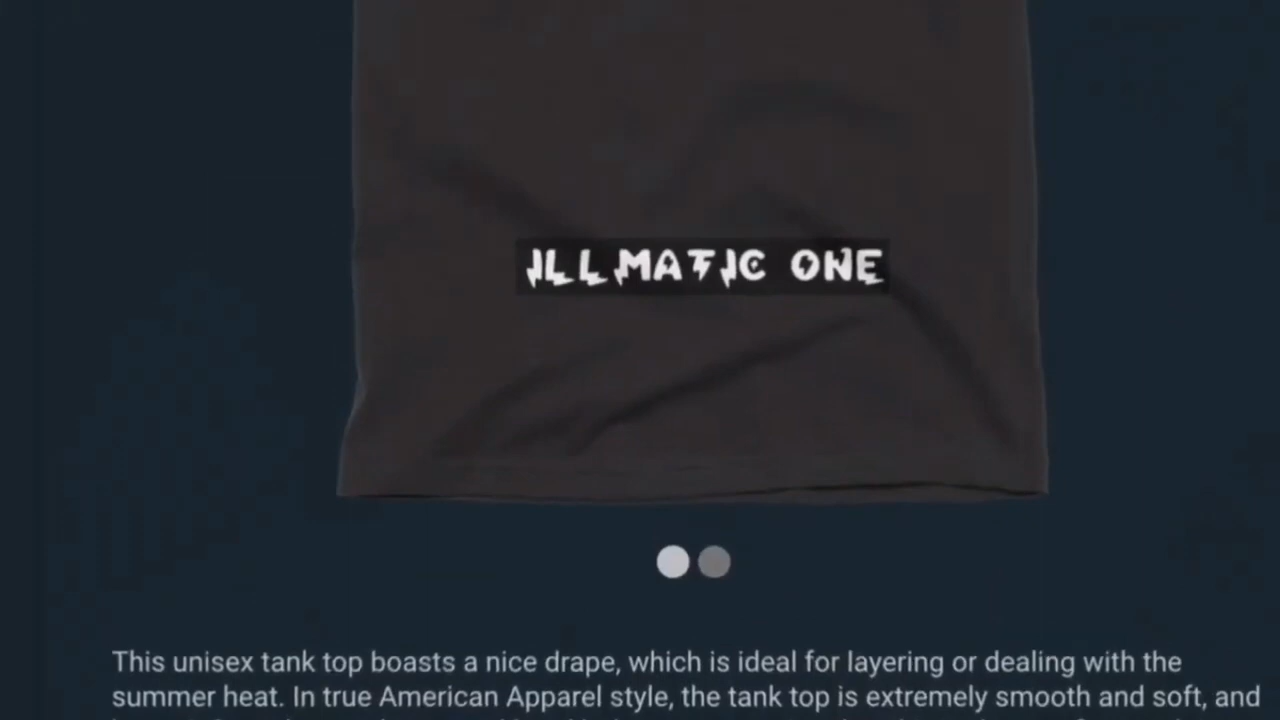 ILLMATIC ONE
This unisex tank top boasts a nice drape, which is ideal for layering or dealing with the
summer heat. In true American Apparel style, the tank top is extremely smooth and soft, and